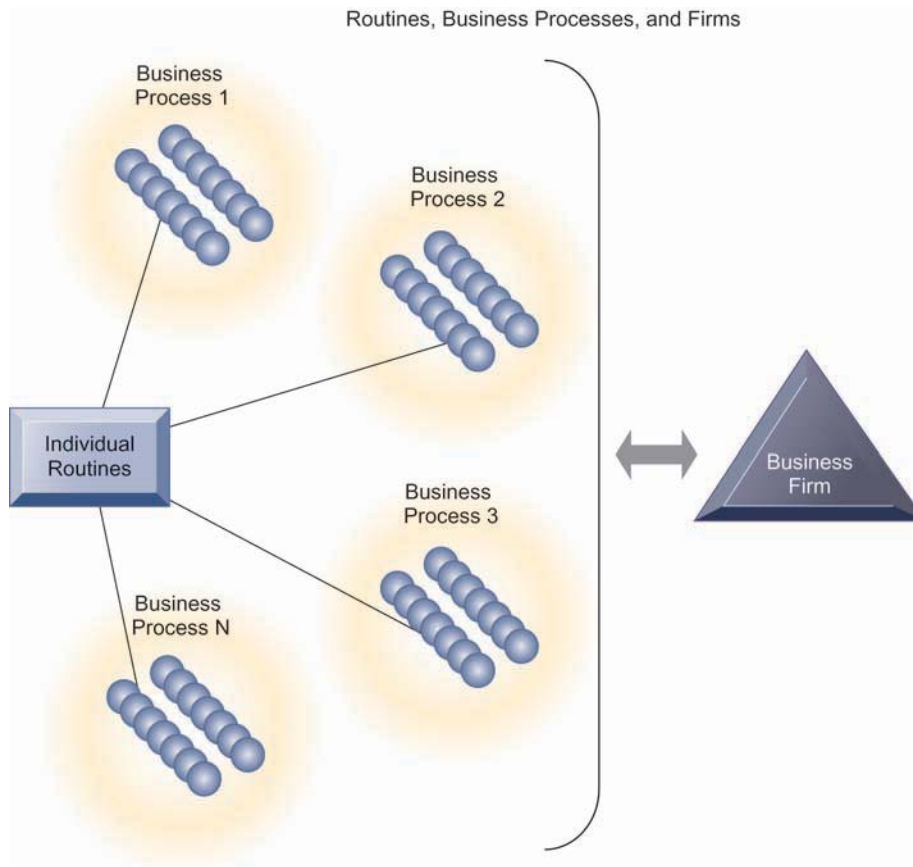 Routines, Business Processes, and Firms
Business
Process 1
Business
Process 2
Individual
Routines
Business
Process 3
Business
Process N
Business
Firm